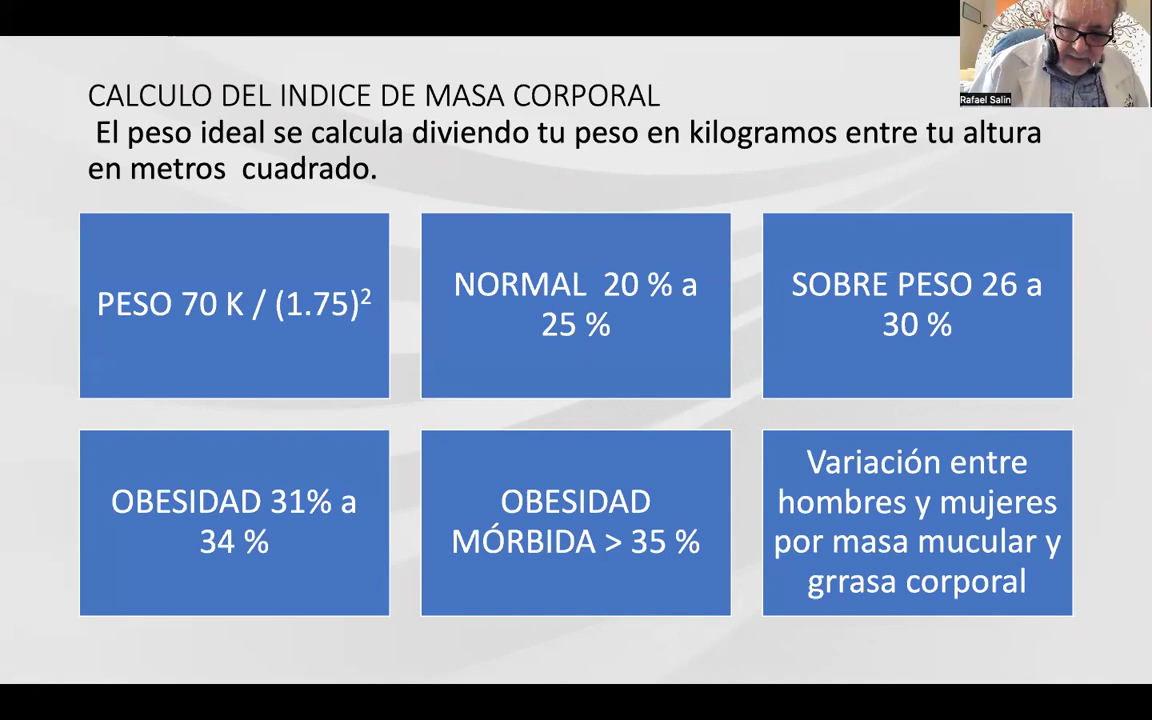 Rafael Salin
CALCULO DEL INDICE DE MASA CORPORAL
El peso ideal se calcula diviendo tu peso en kilogramos entre tu altura
en metros cuadrado.
PESO 70 K / (1.75)²
NORMAL 20 % a
25 %
SOBRE PESO 26 a
30 %
OBESIDAD 31% a
34 %
OBESIDAD
MÓRBIDA > 35 %
Variación entre
hombres y mujeres
por masa mucular y
grrasa corporal